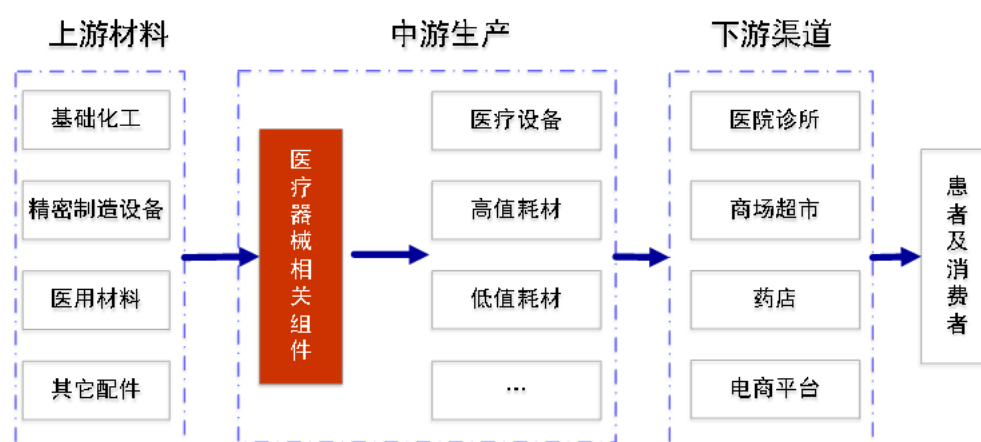 上游材料
中游生产
下游渠道
基础化工
精密制造设备
医用材料
其它配件
医疗器械相关组件
医疗设备
高值耗材
低值耗材
...
医院诊所
商场超市
药店
电商平台
患者及消费者